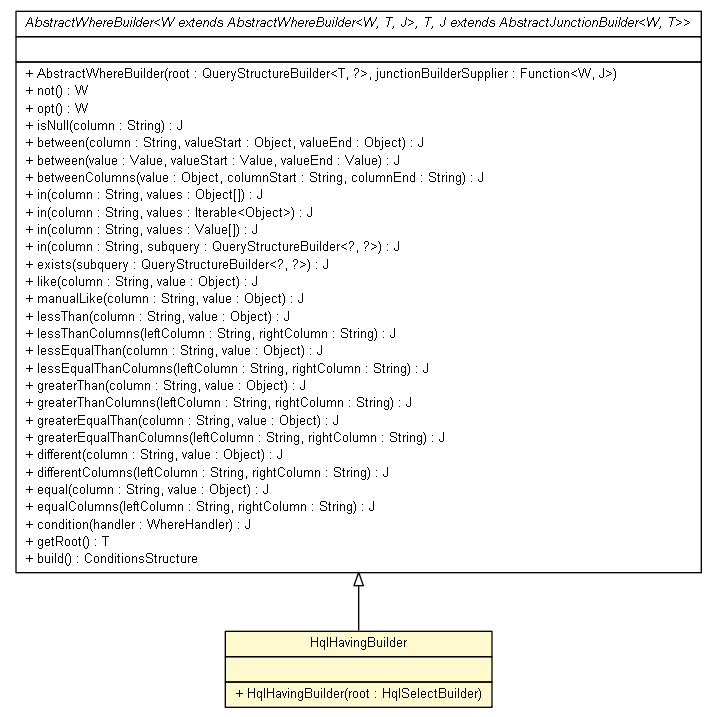 AbstractWhereBuilder<W extends AbstractWhereBuilder<W, T, J>, T, J extends AbstractJunctionBuilder<W, T>>
+ AbstractWhereBuilder(root : QueryStructureBuilder<T, ?>, junctionBuilderSupplier : Function<W, J>)
+ not() : W
+ opt() : W
+ isNull(column : String) : J
+ between(column : String, valueStart : Object, valueEnd : Object) : J
+ between(value : Value, valueStart : Value, valueEnd : Value) : J
+ betweenColumns(value : Object, columnStart : String, columnEnd : String) : J
+ in(column : String, values : Object[]) : J
+ in(column : String, values : Iterable<Object>) : J
+ in(column : String, values : Value[]) : J
+ in(column : String, subquery : QueryStructureBuilder<?, ?>) : J
+ exists(subquery : QueryStructureBuilder<?, ?>) : J
+ like(column : String, value : Object) : J
+ manualLike(column : String, value : Object) : J
+ lessThan(column : String, value : Object) : J
+ lessThanColumns(leftColumn : String, rightColumn : String) : J
+ lessEqualThan(column : String, value : Object) : J
+ lessEqualThanColumns(leftColumn : String, rightColumn : String) : J
+ greaterThan(column : String, value : Object) : J
+ greaterThanColumns(leftColumn : String, rightColumn : String) : J
+ greaterEqualThan(column : String, value : Object) : J
+ greaterEqualThanColumns(leftColumn : String, rightColumn : String) : J
+ different(column : String, value : Object) : J
+ differentColumns(leftColumn : String, rightColumn : String) : J
+ equal(column : String, value : Object) : J
+ equalColumns(leftColumn : String, rightColumn : String) : J
+ condition(handler : WhereHandler) : J
+ getRoot() : T
+ build() : ConditionsStructure
HqlHavingBuilder
+ HqlHavingBuilder(root : HqlSelectBuilder)